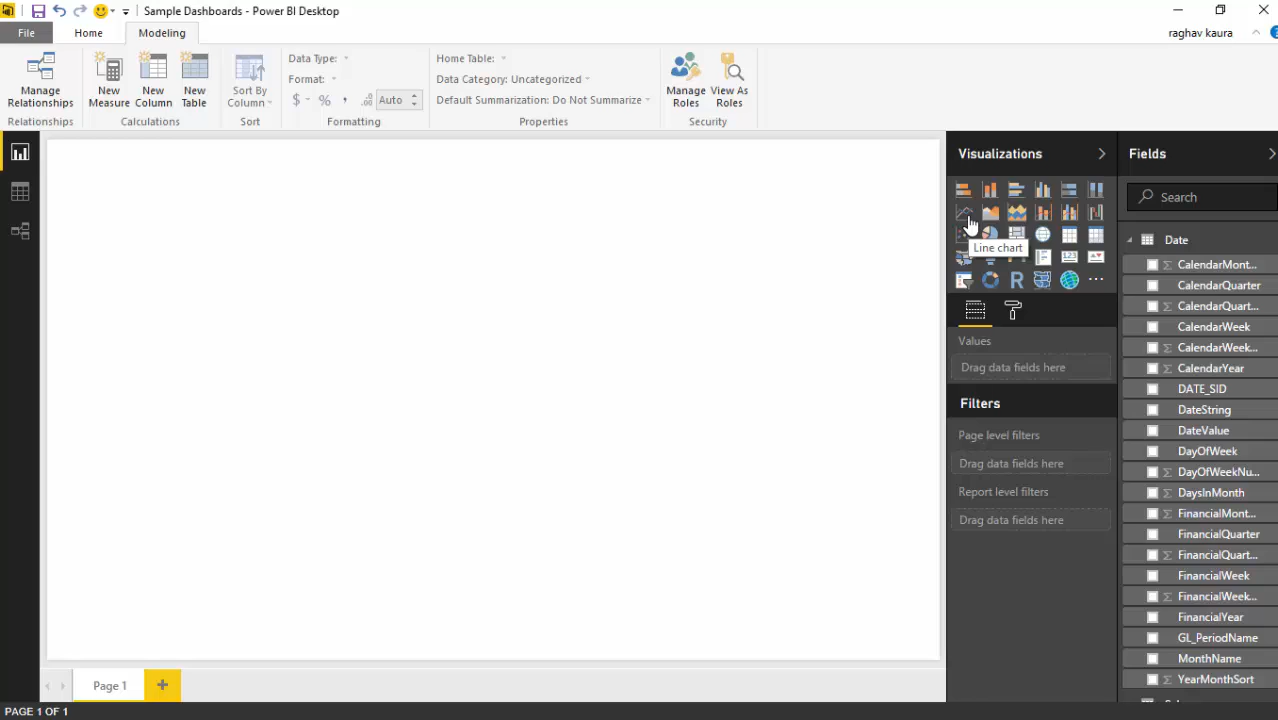 Sample Dashboards - Power BI Desktop
File
Home
Modeling
raghav kaura
Manage Relationships
New Measure
New Column
New Table
Sort By Column
Data Type:
Format:
$ % , .00 Auto
Home Table:
Data Category: Uncategorized
Default Summarization: Do Not Summarize
Manage Roles
View As Roles
Relationships
Calculations
Sort
Formatting
Properties
Security
Visualizations
Line chart
123
R
Values
Drag data fields here
Filters
Page level filters
Drag data fields here
Report level filters
Drag data fields here
Fields
Search
Date
CalendarMont...
CalendarQuarter
CalendarQuart...
CalendarWeek
CalendarWeek...
CalendarYear
DATE_SID
DateString
DateValue
DayOfWeek
DayOfWeekNu...
DaysInMonth
FinancialMont...
FinancialQuarter
FinancialQuart...
FinancialWeek
FinancialWeek...
FinancialYear
GL_PeriodName
MonthName
YearMonthSort
Page 1
PAGE 1 OF 1